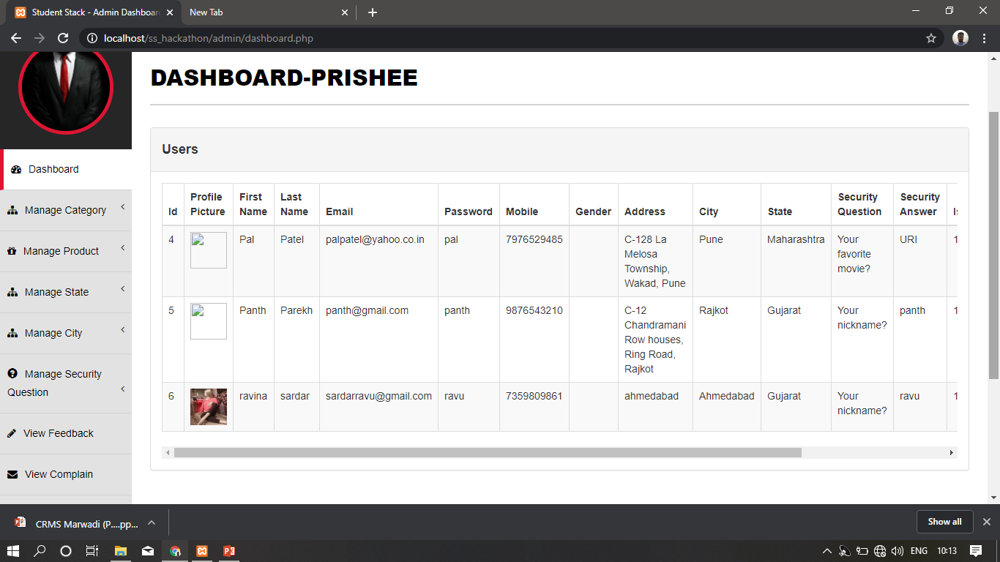 Student Stack - Admin Dashboar
New Tab
localhost/ss_hackathon/admin/dashboard.php
DASHBOARD-PRISHEE
Dashboard
Manage Category
Manage Product
Manage State
Manage City
Manage Security
Question
View Feedback
View Complain
Users
Id Profile Picture First Name Last Name Email Password Mobile Gender Address City State Security Question Security Answer Is
4 Pal Patel palpatel@yahoo.co.in pal 7976529485 C-128 La Pune Maharashtra Your URI 1
Melosa favorite
Township, movie?
Wakad, Pune
5 Panth Parekh panth@gmail.com panth 9876543210 C-12 Rajkot Gujarat Your panth 1
Chandramani nickname?
Row houses,
Ring Road,
Rajkot
6 ravina sardar sardarravu@gmail.com ravu 7359809861 ahmedabad Ahmedabad Gujarat Your ravu 1
nickname?
CRMS Marwadi (P....pp...
Show all
ENG 10:13